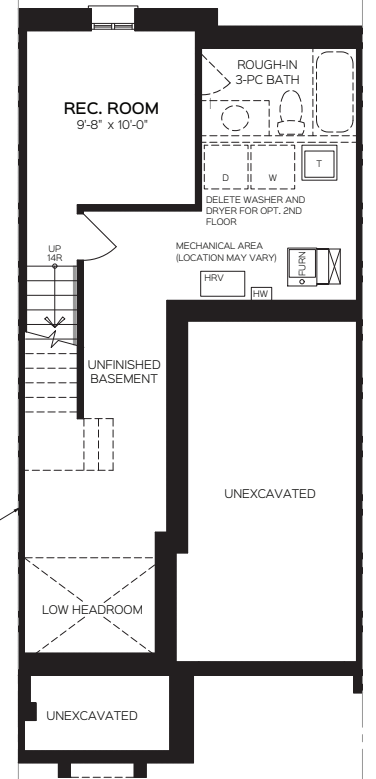 ROUGH-IN
3-PC BATH
REC. ROOM
9'-8" x 10'-0"
T
D
W
DELETE WASHER AND
DRYER FOR OPT. 2ND
FLOOR
MECHANICAL AREA
(LOCATION MAY VARY)
UP
14R
FURN
HRV
HW
UNFINISHED
BASEMENT
UNEXCAVATED
LOW HEADROOM
UNEXCAVATED